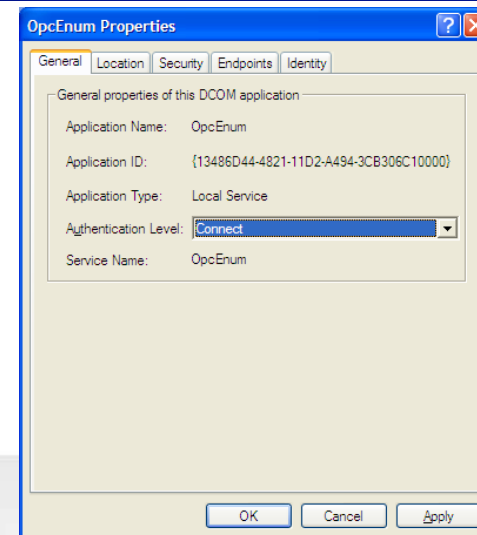 OpcEnum Properties
General Location Security Endpoints Identity
General properties of this DCOM application
Application Name: OpcEnum
Application ID: {13486D44-4821-11D2-A494-3CB306C10000}
Application Type: Local Service
Authentication Level: Connect
Service Name: OpcEnum
OK Cancel Apply